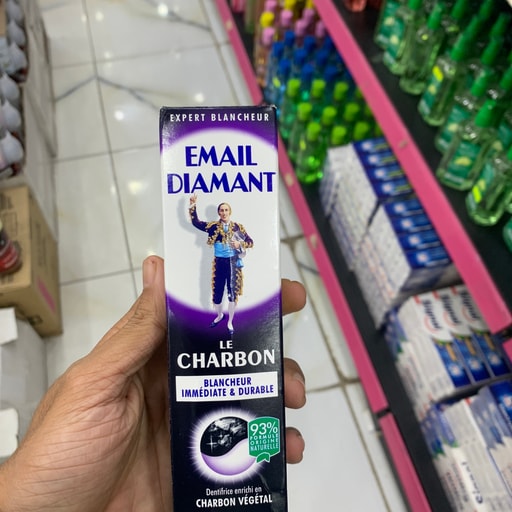 EXPERT BLANCHEUR
EMAIL
DIAMANT
LE
CHARBON
BLANCHEUR
IMMÉDIATE & DURABLE
93%
FORMULE
ORIGINE
NATURELLE
Dentifrice enrichi en
CHARBON VÉGÉTAL